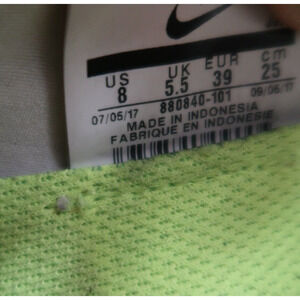 US UK EUR cm
8 5.5 39 25
880840-101
07/05/17 09/06/17
MADE IN INDONESIA
FABRIQUE EN INDONESIE